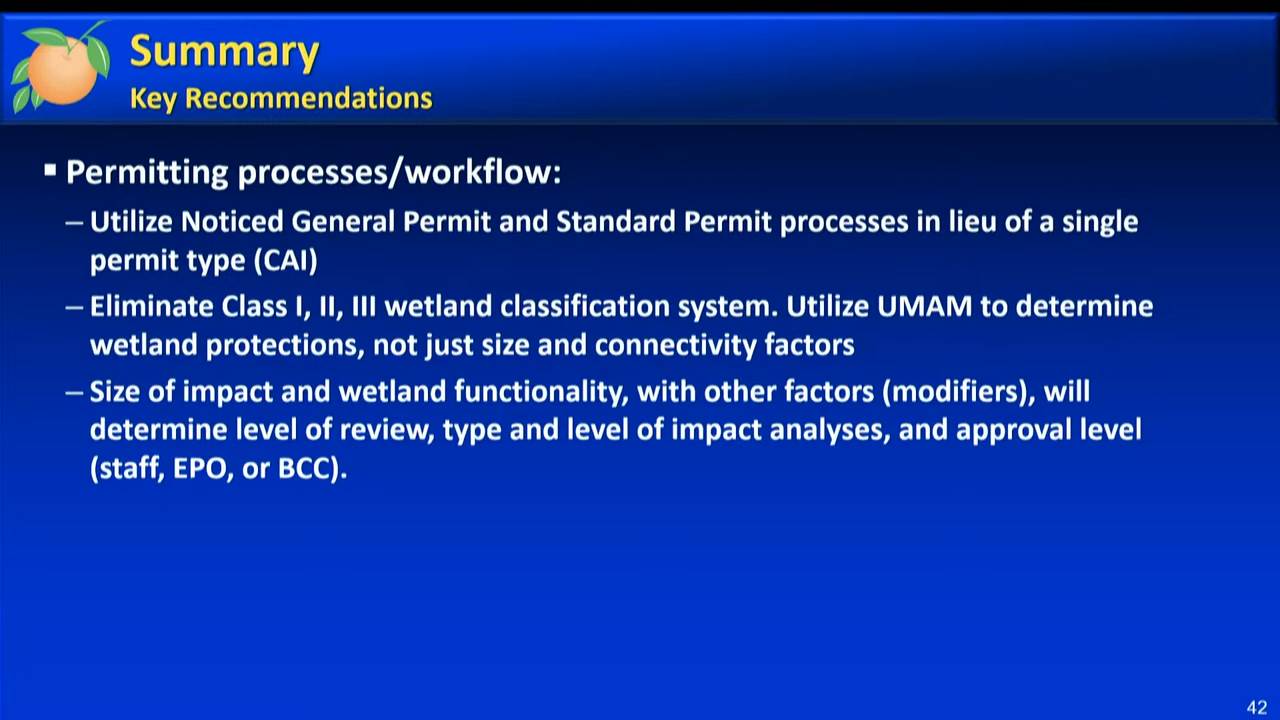 Summary
Key Recommendations
▪ Permitting processes/workflow:
– Utilize Noticed General Permit and Standard Permit processes in lieu of a single
permit type (CAI)
– Eliminate Class I, II, III wetland classification system. Utilize UMAM to determine
wetland protections, not just size and connectivity factors
– Size of impact and wetland functionality, with other factors (modifiers), will
determine level of review, type and level of impact analyses, and approval level
(staff, EPO, or BCC).
42